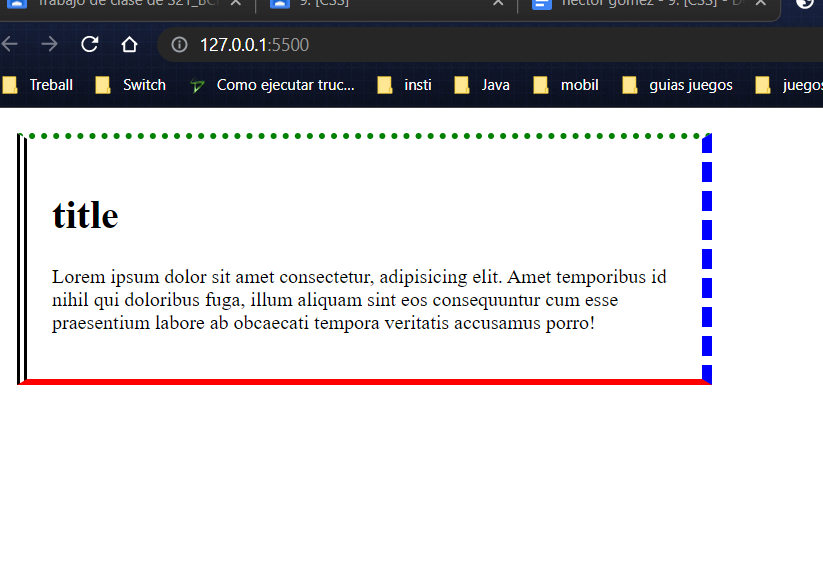 Trabajo de clase de S21_BC
9. [CSS]
hector gomez - 9. [CSS] - D
127.0.0.1:5500
Treball Switch Como ejecutar truc... insti Java mobil guias juegos juegos
title
Lorem ipsum dolor sit amet consectetur, adipisicing elit. Amet temporibus id
nihil qui doloribus fuga, illum aliquam sint eos consequuntur cum esse
praesentium labore ab obcaecati tempora veritatis accusamus porro!